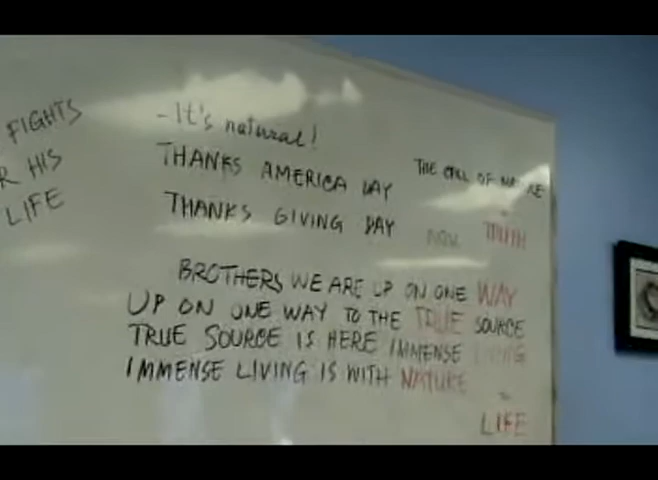 FIGHTS
R HIS
LIFE
-It's natural!
THANKS AMERICA DAY
THE CALL OF NATURE
THANKS GIVING DAY NOV. TRUTH
BROTHERS WE ARE UP ON ONE WAY
UP ON ONE WAY TO THE TRUE SOURCE
TRUE SOURCE IS HERE IMMENSE LIVING
IMMENSE LIVING IS WITH NATURE
LIFE